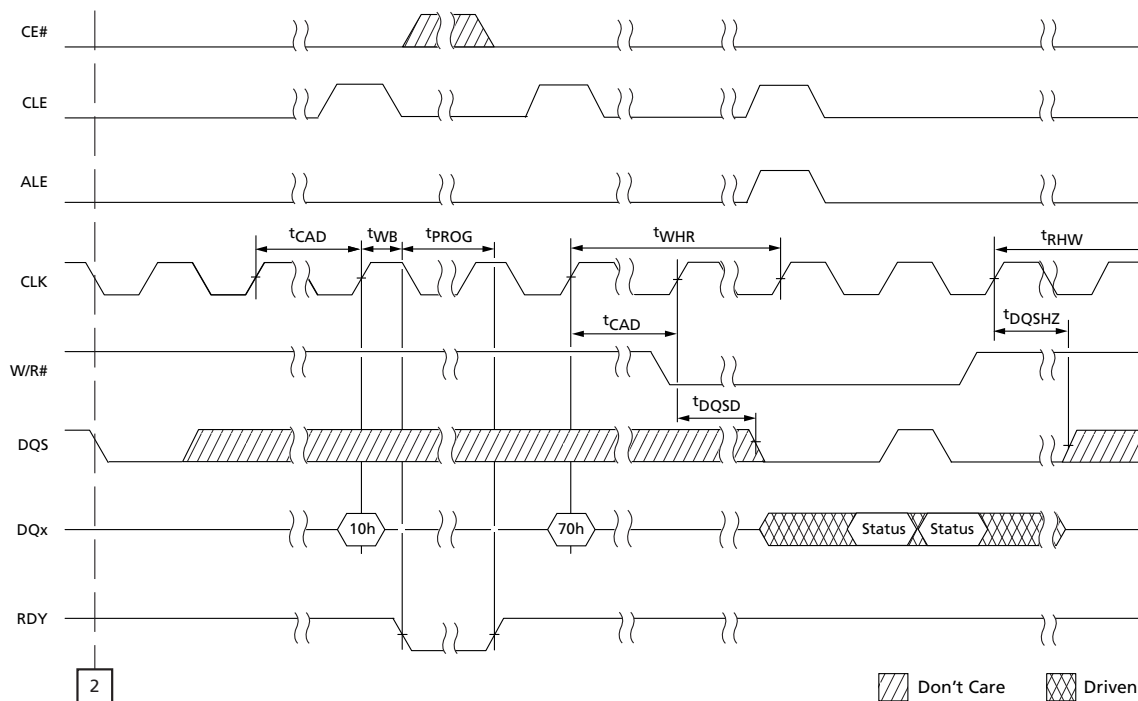 CE#
CLE
ALE
tCAD
tWB
tPROG
tWHR
tRHW
CLK
tDQSHZ
tCAD
W/R#
tDQSD
DQS
DQx
10h
70h
Status
Status
RDY
2
Don't Care
Driven